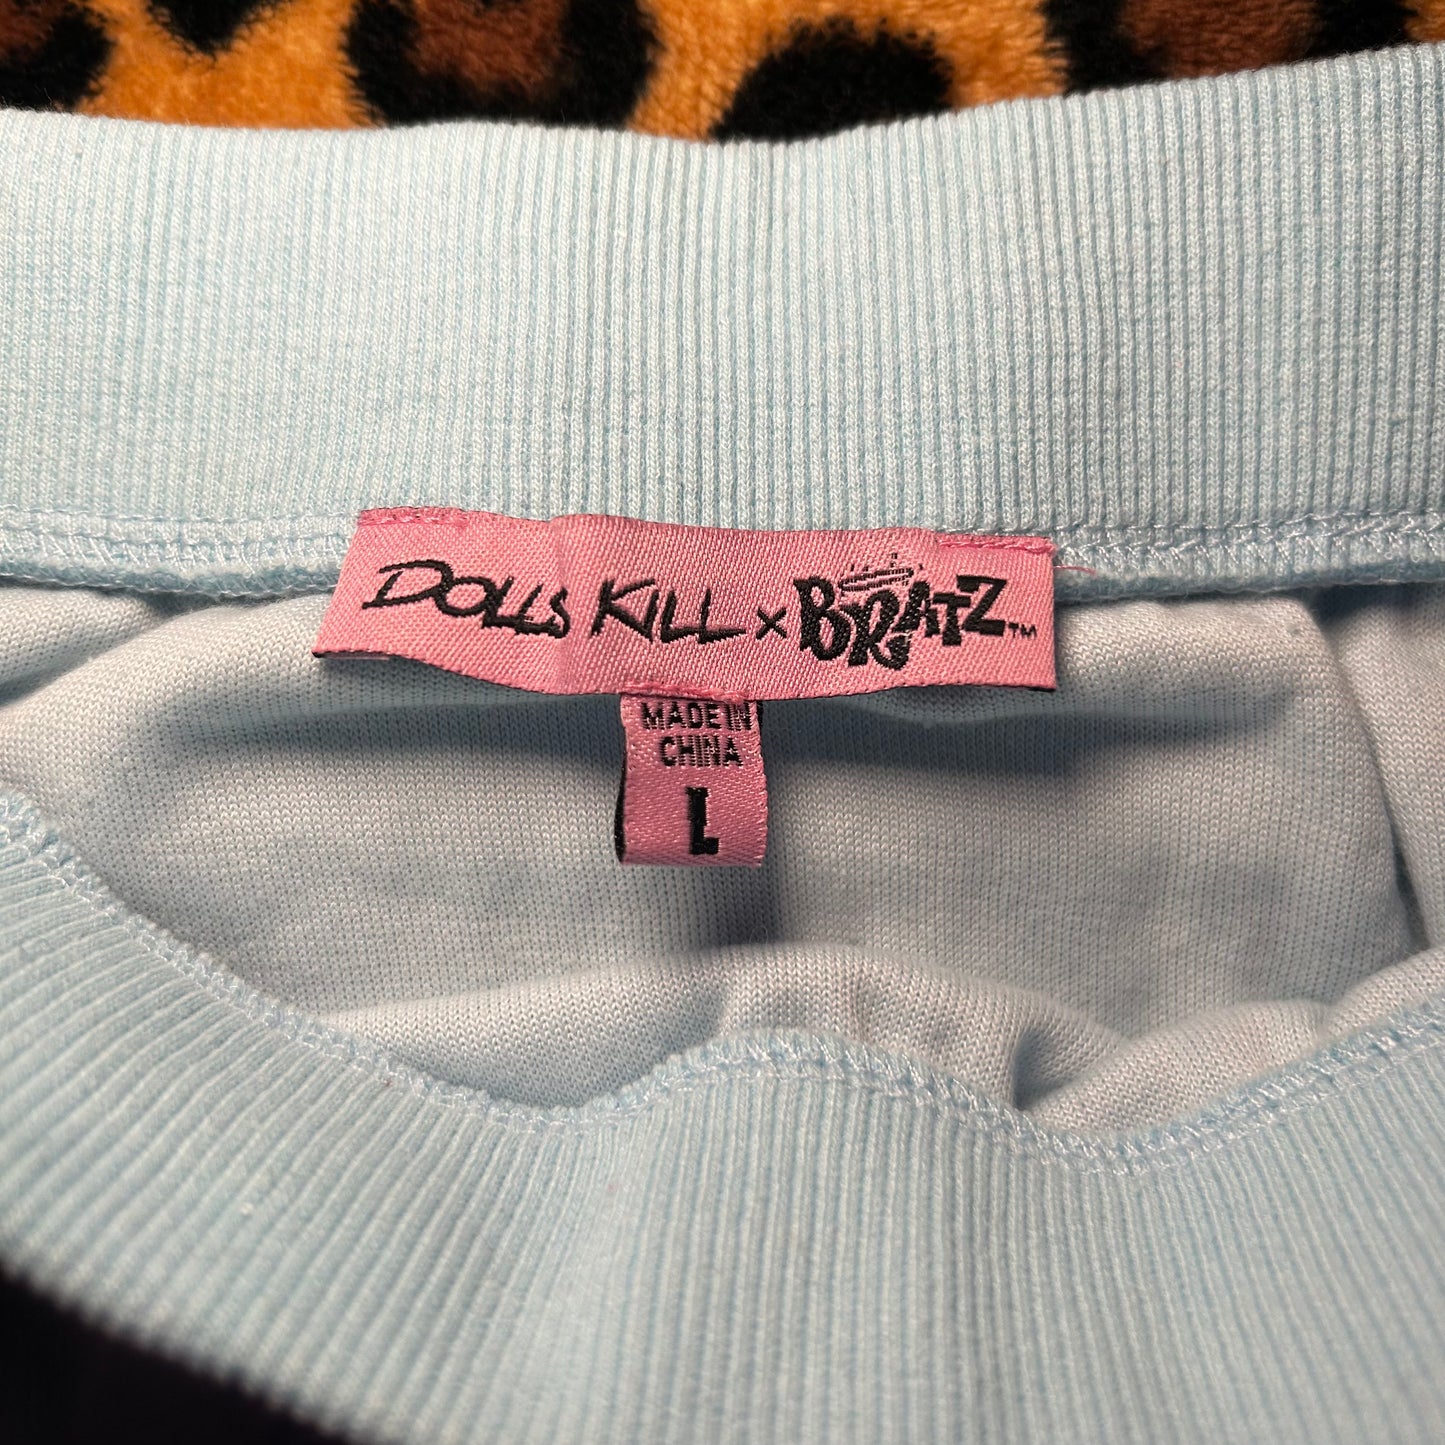 DOLLS KILL x BRATZ™
MADE IN
CHINA
L